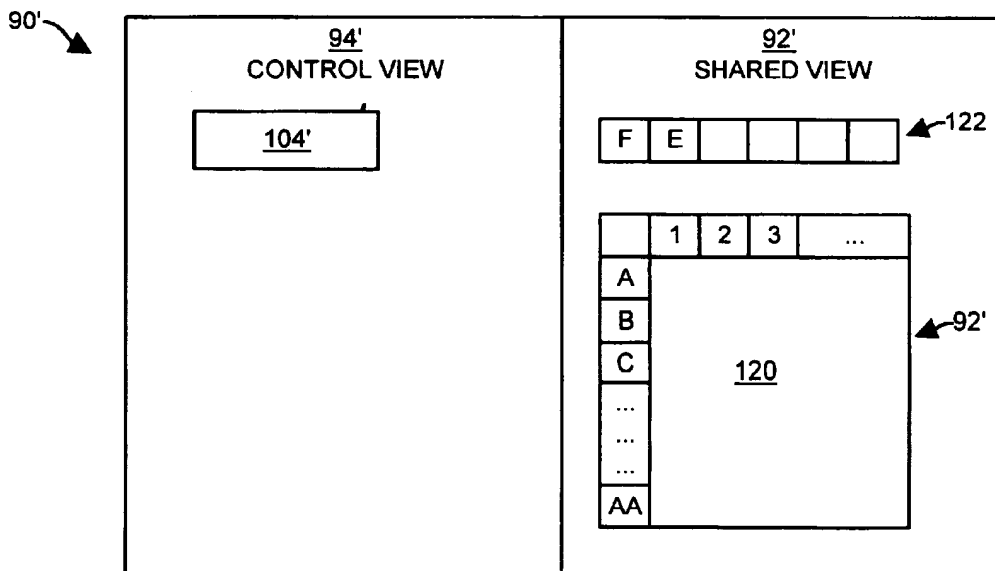 90'
94'
CONTROL VIEW
104'
92'
SHARED VIEW
F E
122
1 2 3 ...
A
B
C
...
...
...
AA
120
92'